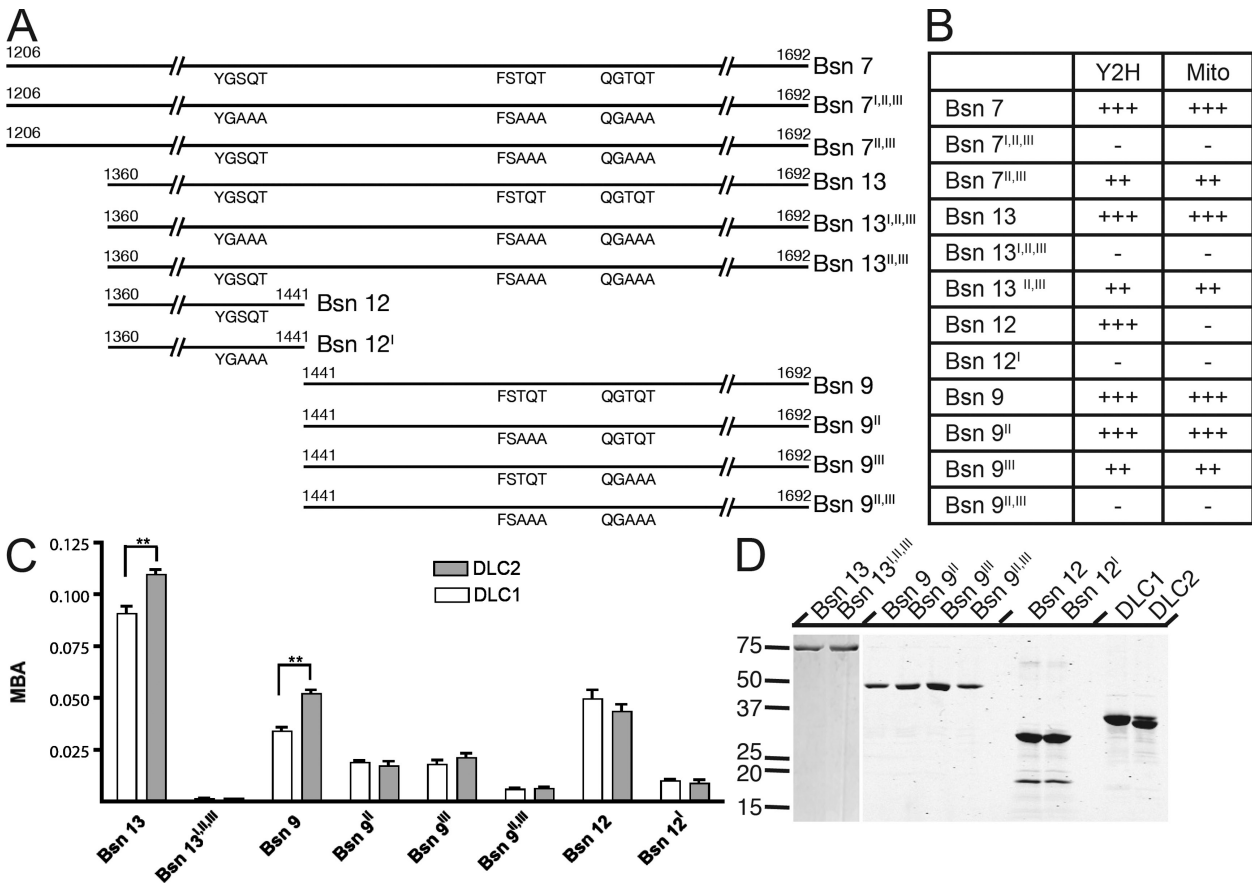 A
1206 1692 Bsn 7
YGSQT FSTQT QGTQT
1206 1692 Bsn 7I,II,III
YGAAA FSAAA QGAAA
1206 1692 Bsn 7II,III
YGSQT FSAAA QGAAA
1360 1692 Bsn 13
YGSQT FSTQT QGTQT
1360 1692 Bsn 13I,II,III
YGAAA FSAAA QGAAA
1360 1692 Bsn 13II,III
YGSQT FSAAA QGAAA
1360 1441 Bsn 12
YGSQT
1360 1441 Bsn 12I
YGAAA
1441 1692 Bsn 9
FSTQT QGTQT
1441 1692 Bsn 9II
FSAAA QGTQT
1441 1692 Bsn 9III
FSTQT QGAAA
1441 1692 Bsn 9II,III
FSAAA QGAAA
B
Y2H Mito
Bsn 7 +++ +++
Bsn 7I,II,III - -
Bsn 7II,III ++ ++
Bsn 13 +++ +++
Bsn 13I,II,III - -
Bsn 13 II,III ++ ++
Bsn 12 +++ -
Bsn 12I - -
Bsn 9 +++ +++
Bsn 9II +++ +++
Bsn 9III ++ ++
Bsn 9II,III - -
C
MBA
0.125
0.100
0.075
0.050
0.025
**
**
DLC2
DLC1
Bsn 13
Bsn 13I,II,III
Bsn 9
Bsn 9II
Bsn 9III
Bsn 9II,III
Bsn 12
Bsn 12I
D
Bsn 13
Bsn 13I,II,III
Bsn 9
Bsn 9II
Bsn 9III
Bsn 9II,III
Bsn 12
Bsn 12I
DLC1
DLC2
75
50
37
25
20
15